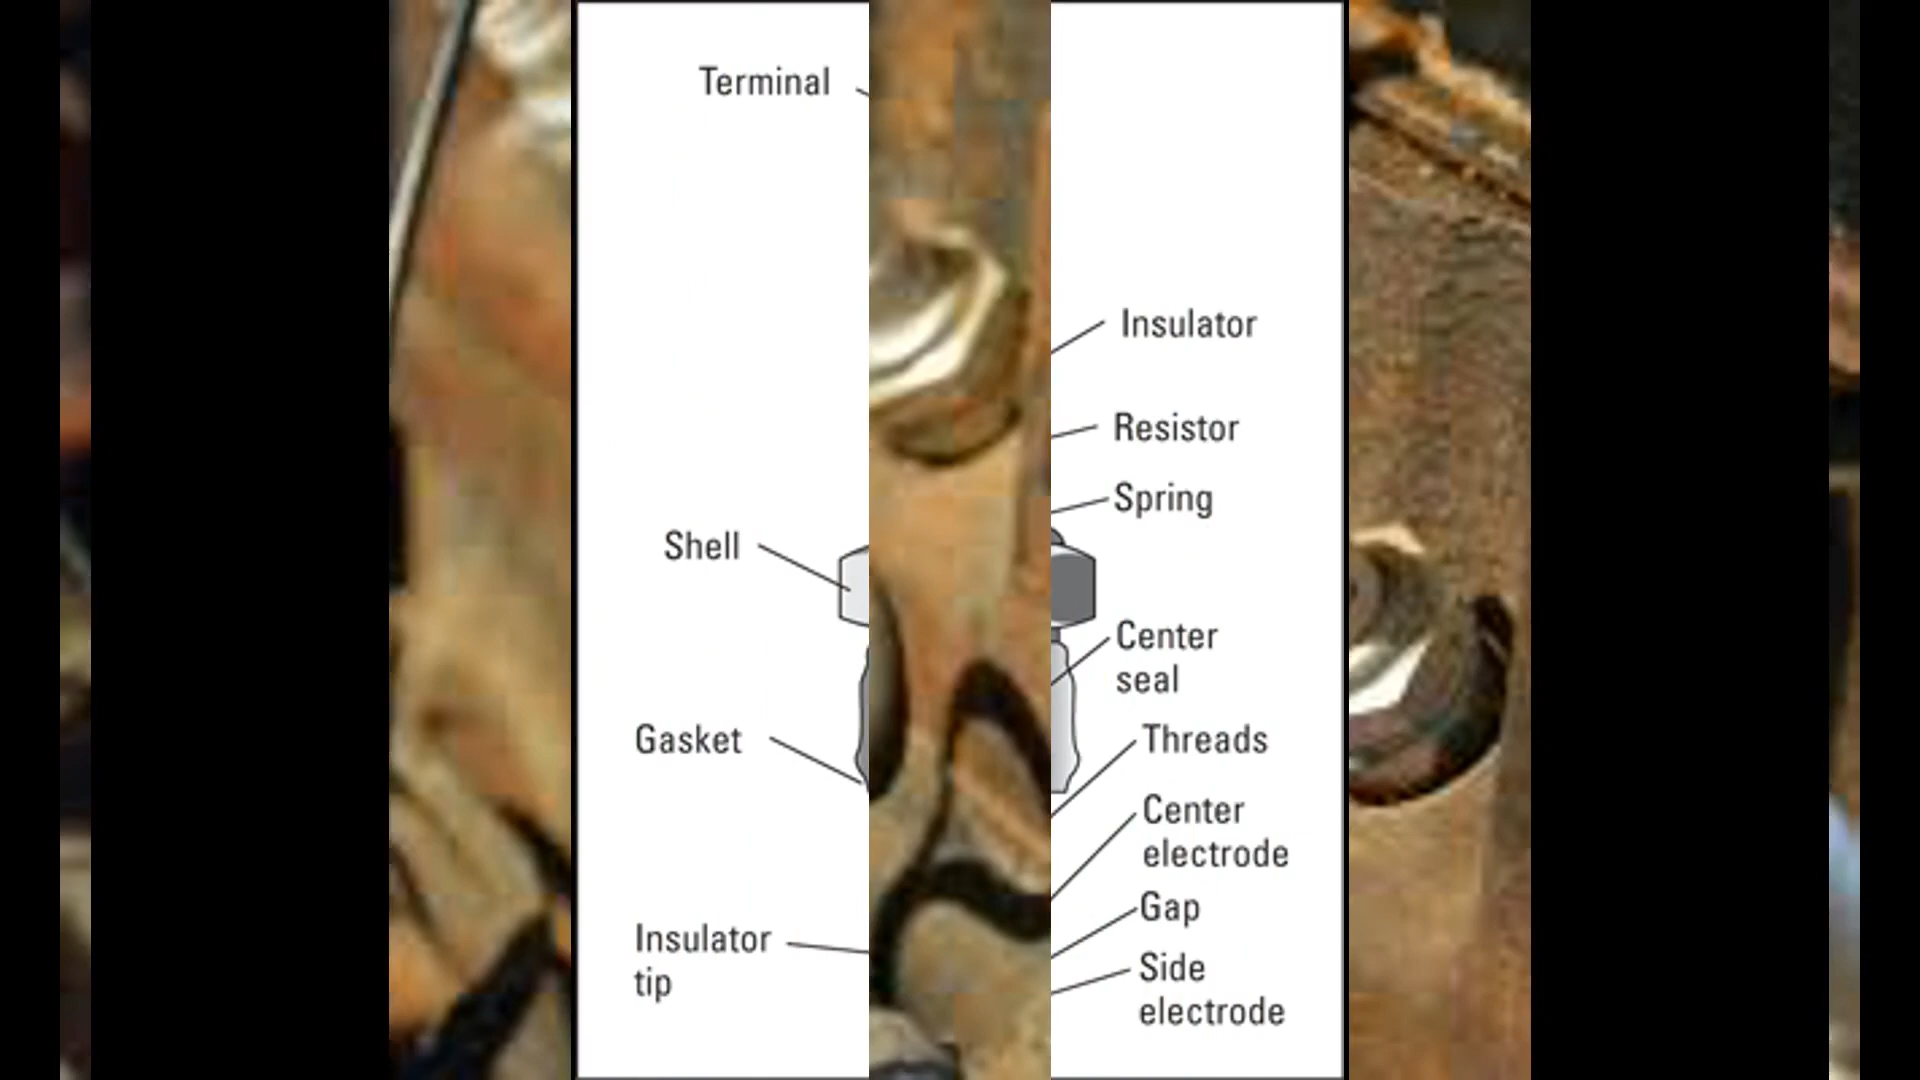 Terminal
Insulator
Resistor
Spring
Shell
Center
seal
Gasket
Threads
Center
electrode
Gap
Insulator
tip
Side
electrode